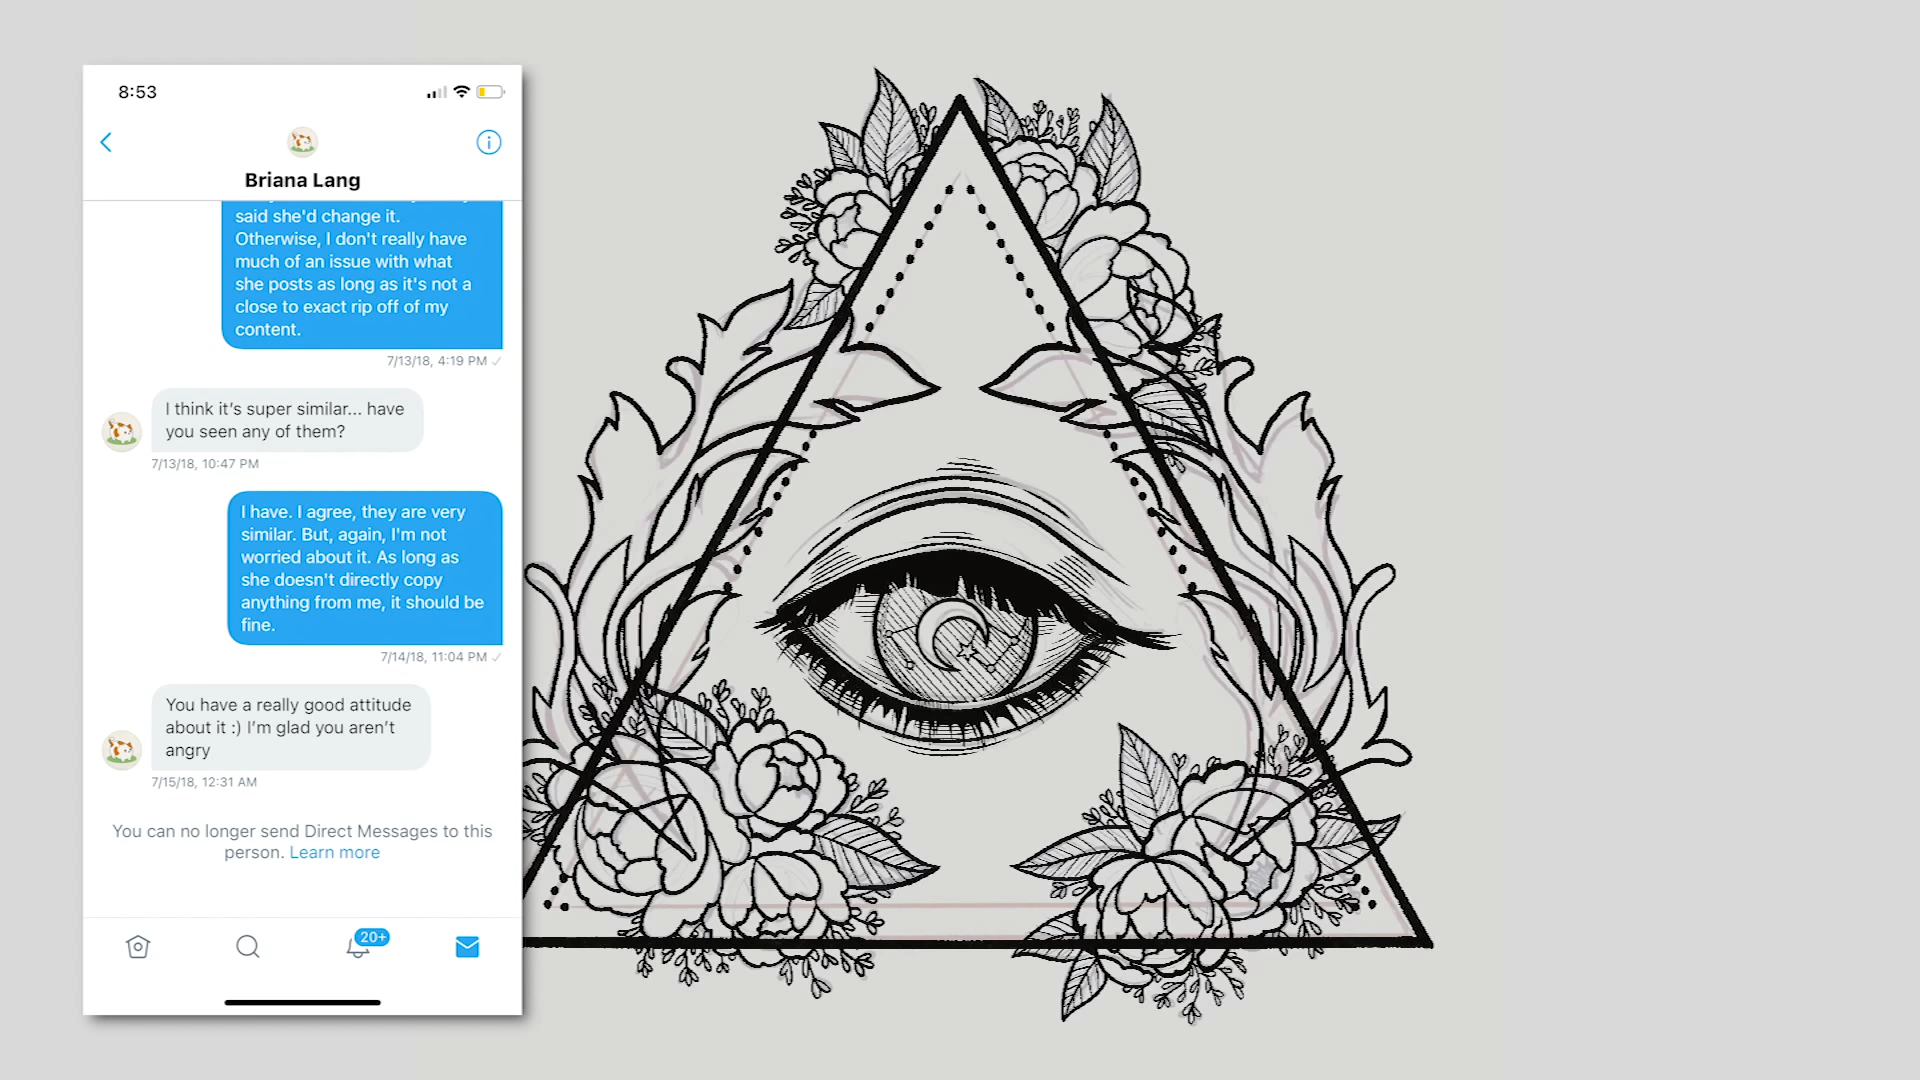 8:53
Briana Lang
said she'd change it.
Otherwise, I don't really have
much of an issue with what
she posts as long as it's not a
close to exact rip off of my
content.
7/13/18, 4:19 PM ✓
I think it's super similar... have
you seen any of them?
7/13/18, 10:47 PM
I have. I agree, they are very
similar. But, again, I'm not
worried about it. As long as
she doesn't directly copy
anything from me, it should be
fine.
7/14/18, 11:04 PM ✓
You have a really good attitude
about it :) I'm glad you aren't
angry
7/15/18, 12:31 AM
You can no longer send Direct Messages to this
person. Learn more
20+